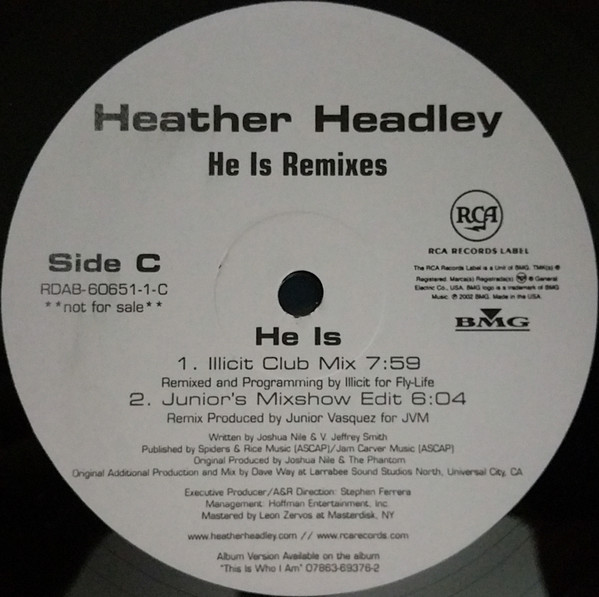 Heather Headley
He Is Remixes
RCA
RCA RECORDS LABEL
Side C
RDAB-60651-1-C
**not for sale**
The RCA Records Label is a Unit of BMG. TMK(s) ®
Registered. Marca(s) Registrada(s) ® General
Electric Co., USA. BMG logo is a trademark of BMG
Music. ℗ 2002 BMG. Made in the USA.
BMG
He Is
1. Illicit Club Mix 7:59
Remixed and Programming by Illicit for Fly-Life
2. Junior's Mixshow Edit 6:04
Remix Produced by Junior Vasquez for JVM
Written by Joshua Nile & V. Jeffrey Smith
Published by Spiders & Rice Music (ASCAP)/Jam Carver Music (ASCAP)
Original Produced by Joshua Nile & The Phantom
Original Additional Production and Mix by Dave Way at Larrabee Sound Studios North, Universal City, CA
Executive Producer/A&R Direction: Stephen Ferrera
Management: Hoffman Entertainment, Inc.
Mastered by Leon Zervos at Masterdisk, NY
www.heatherheadley.com // www.rcarecords.com
Album Version Available on the album
"This Is Who I Am" 07863-69376-2